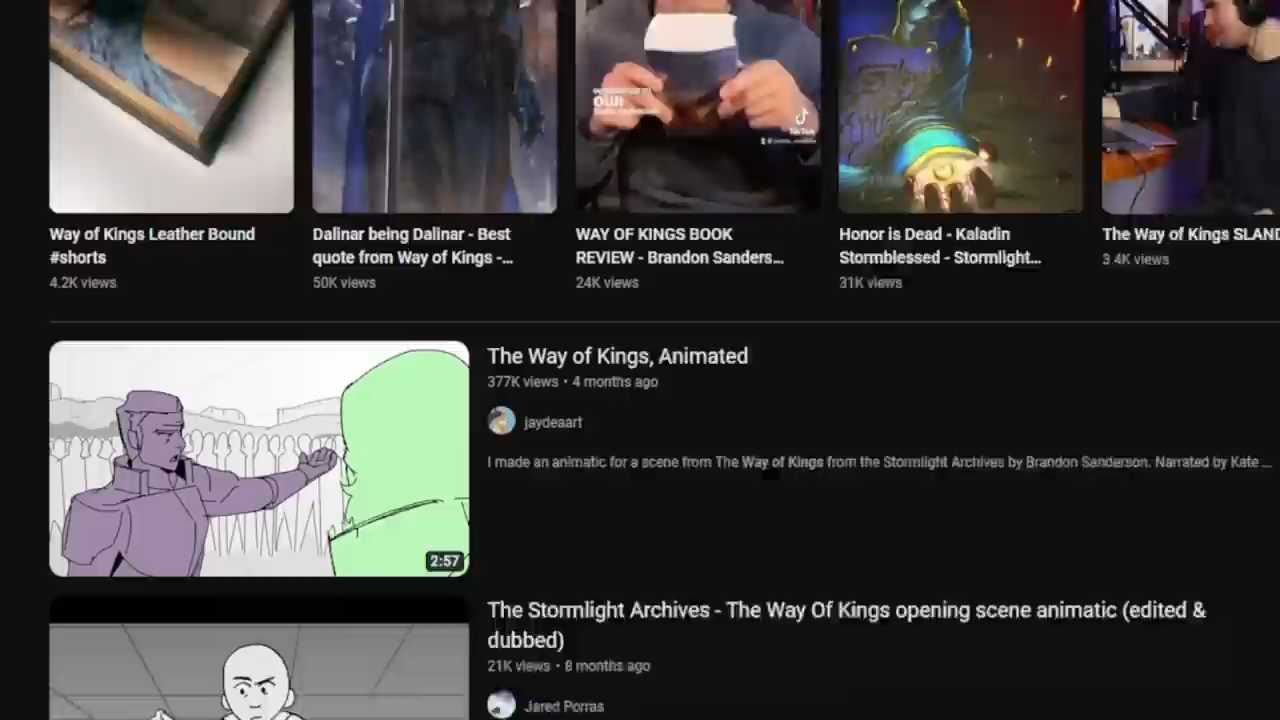 OUI
TikTok
Way of Kings Leather Bound
#shorts
4.2K views
Dalinar being Dalinar - Best
quote from Way of Kings -...
50K views
WAY OF KINGS BOOK
REVIEW - Brandon Sanders...
24K views
Honor is Dead - Kaladin
Stormblessed - Stormlight...
31K views
The Way of Kings SLAND
3.4K views
2:57
The Way of Kings, Animated
377K views • 4 months ago
jaydeaart
I made an animatic for a scene from The Way of Kings from the Stormlight Archives by Brandon Sanderson. Narrated by Kate ...
The Stormlight Archives - The Way Of Kings opening scene animatic (edited &
dubbed)
21K views • 8 months ago
Jared Porras